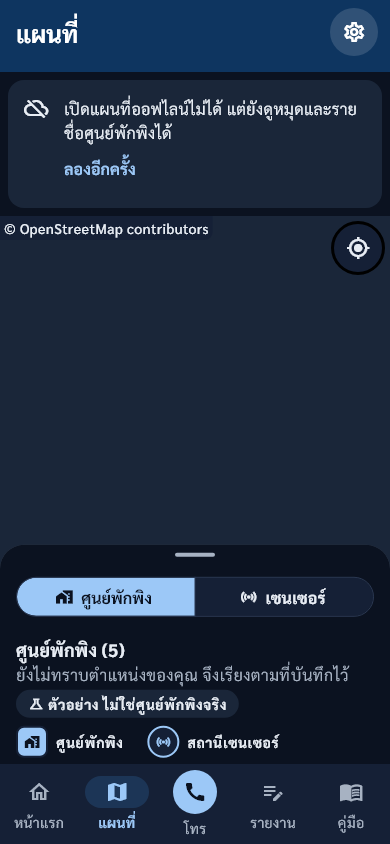 แผนที่
เปิดแผนที่ออฟไลน์ไม่ได้ แต่ยังดูหมุดและราย
ชื่อศูนย์พักพิงได้
ลองอีกครั้ง
© OpenStreetMap contributors
ศูนย์พักพิง
เซนเซอร์
ศูนย์พักพิง (5)
ยังไม่ทราบตำแหน่งของคุณ จึงเรียงตามที่บันทึกไว้
ตัวอย่าง ไม่ใช่ศูนย์พักพิงจริง
ศูนย์พักพิง
สถานีเซนเซอร์
หน้าแรก
แผนที่
โทร
รายงาน
คู่มือ